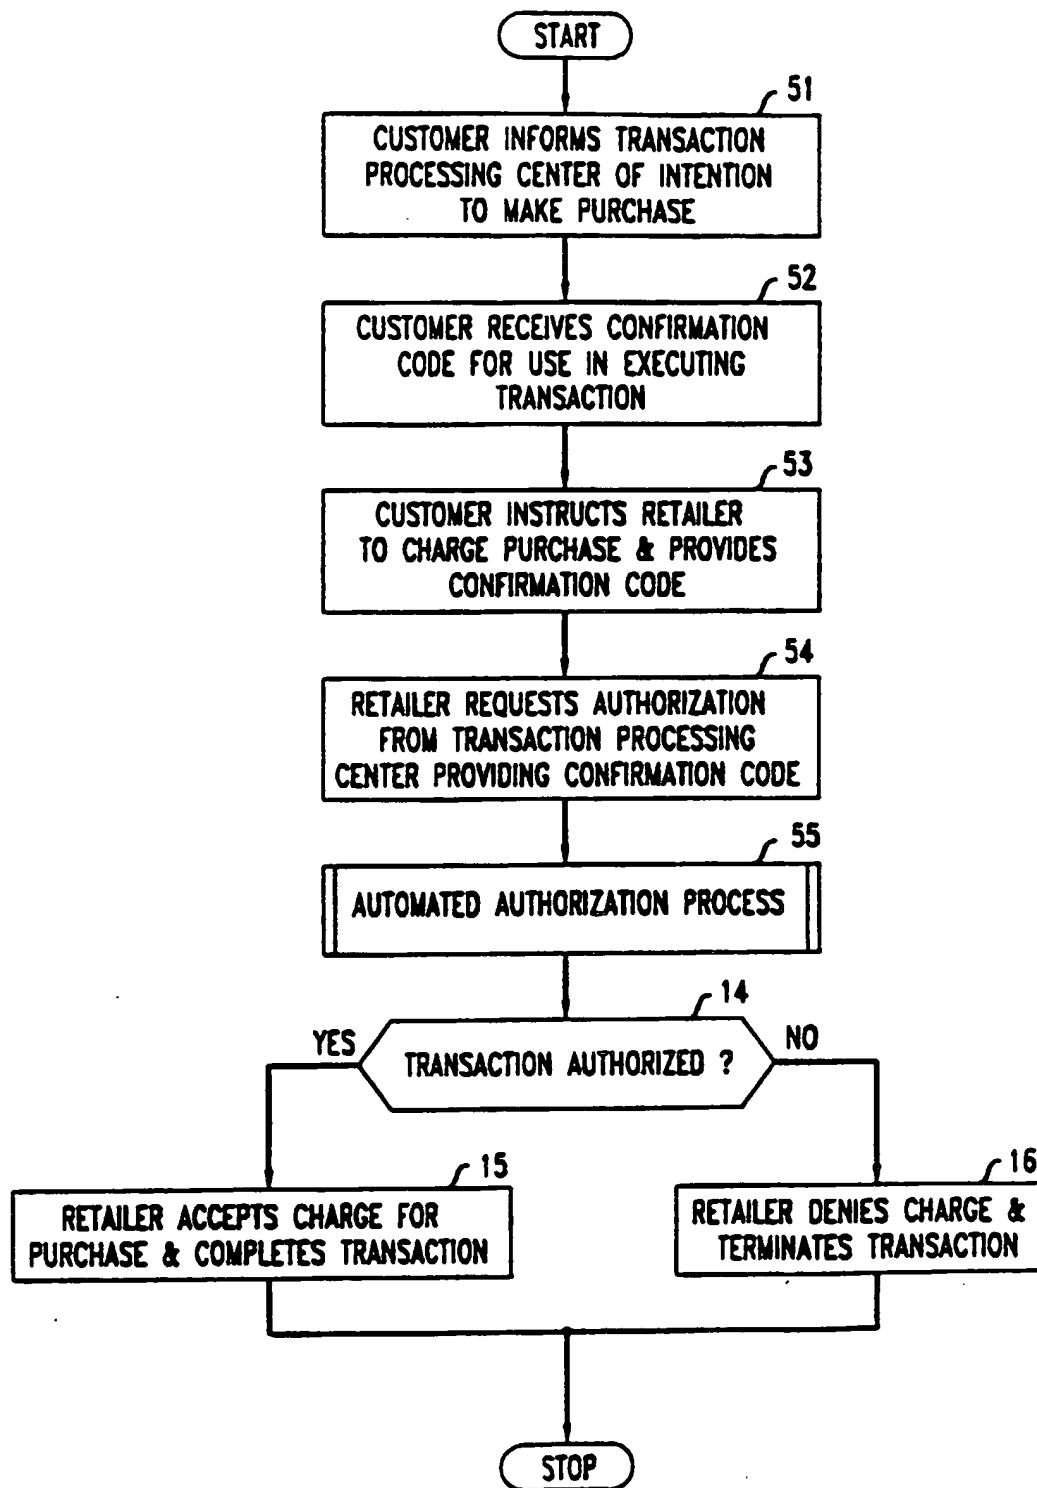 START
51
CUSTOMER INFORMS TRANSACTION
PROCESSING CENTER OF INTENTION
TO MAKE PURCHASE
52
CUSTOMER RECEIVES CONFIRMATION
CODE FOR USE IN EXECUTING
TRANSACTION
53
CUSTOMER INSTRUCTS RETAILER
TO CHARGE PURCHASE & PROVIDES
CONFIRMATION CODE
54
RETAILER REQUESTS AUTHORIZATION
FROM TRANSACTION PROCESSING
CENTER PROVIDING CONFIRMATION CODE
55
AUTOMATED AUTHORIZATION PROCESS
14
YES
TRANSACTION AUTHORIZED ?
NO
15
RETAILER ACCEPTS CHARGE FOR
PURCHASE & COMPLETES TRANSACTION
16
RETAILER DENIES CHARGE &
TERMINATES TRANSACTION
STOP